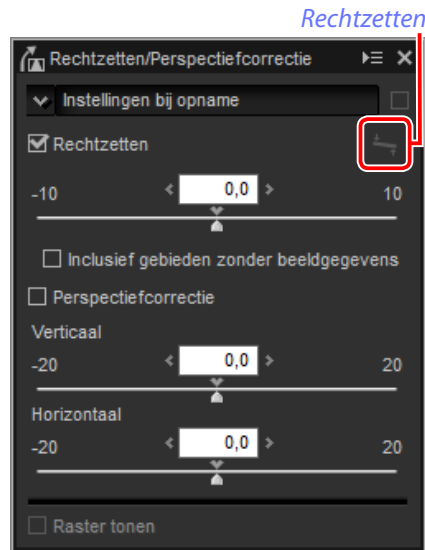 Rechtzetten
Rechtzetten/Perspectiefcorrectie
Instellingen bij opname
Rechtzetten
-10 0,0 10
Inclusief gebieden zonder beeldgegevens
Perspectiefcorrectie
Verticaal
-20 0,0 20
Horizontaal
-20 0,0 20
Raster tonen